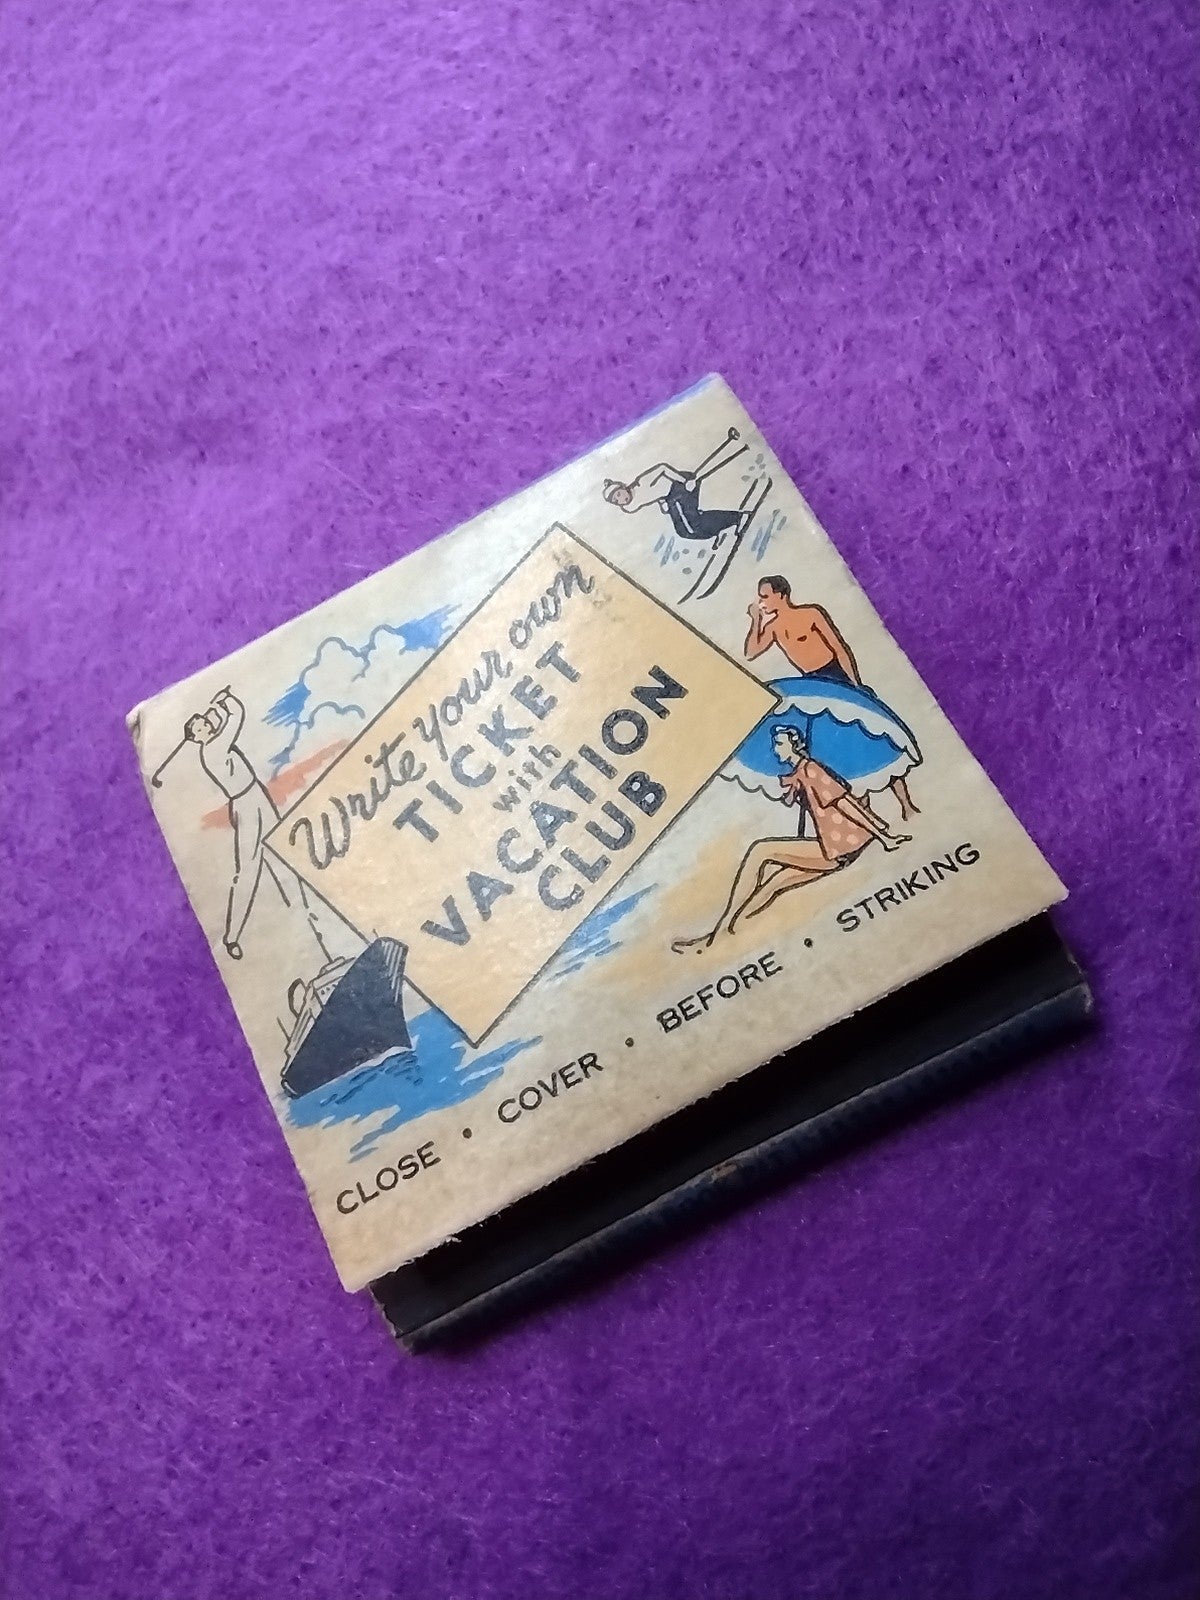 Write your own
TICKET
with
VACATION
CLUB
CLOSE • COVER • BEFORE • STRIKING